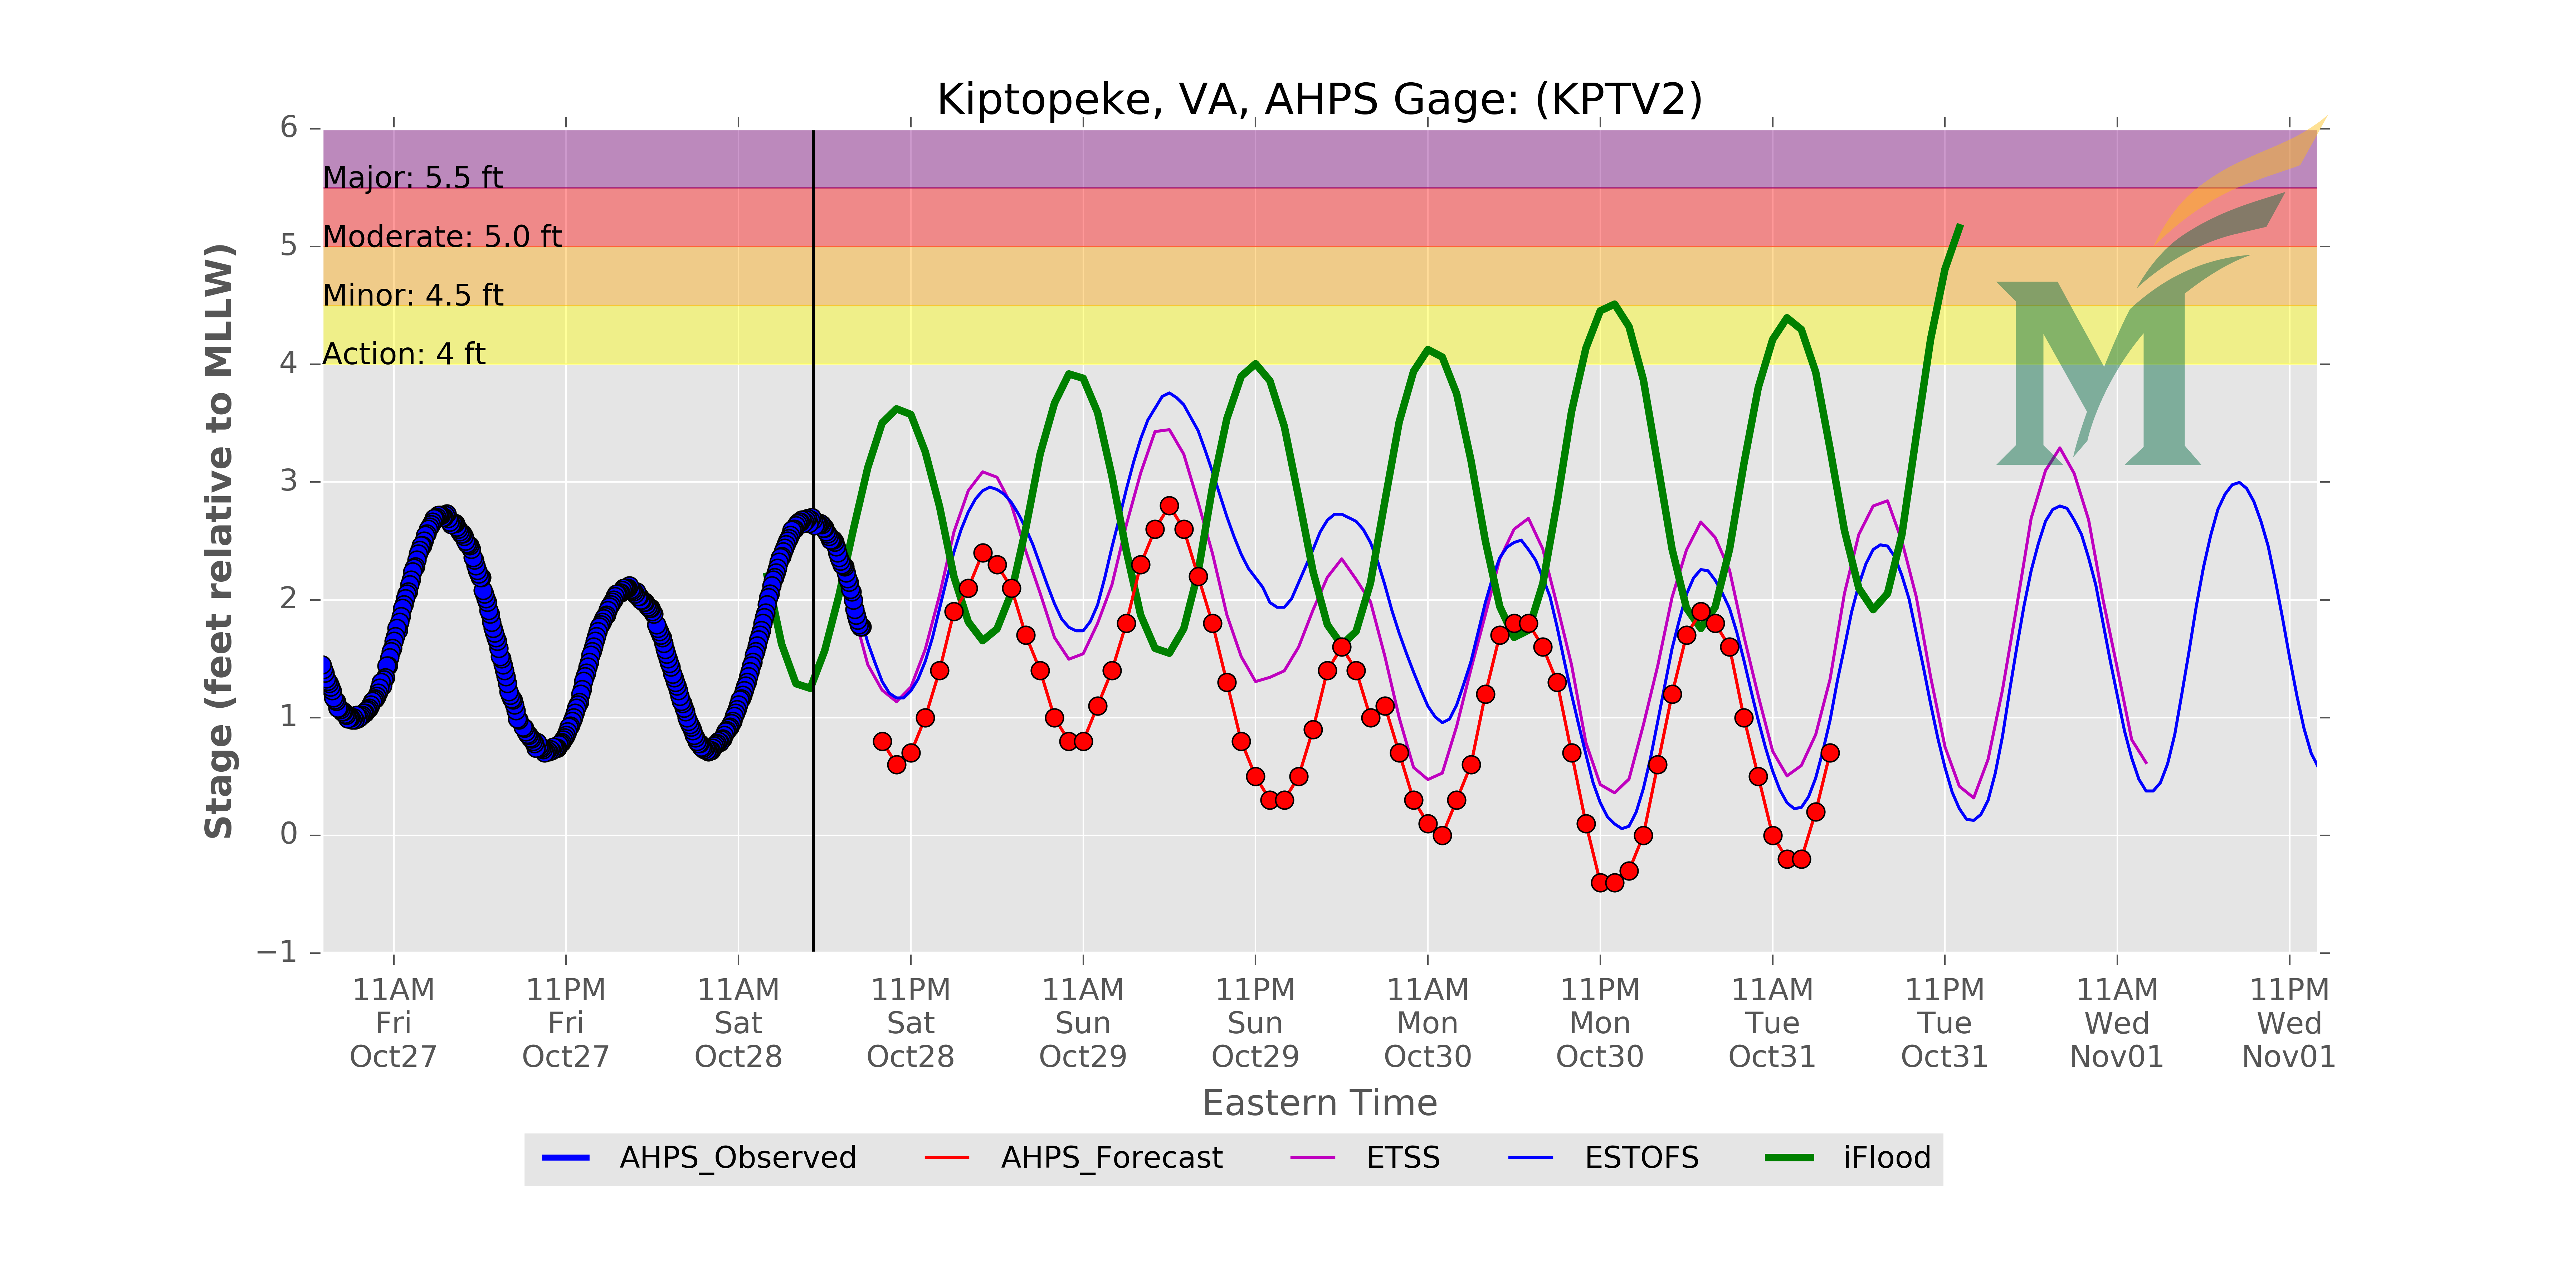 Kiptopeke, VA, AHPS Gage: (KPTV2)
6
5
4
3
2
1
0
−1
Stage (feet relative to MLLW)
Major: 5.5 ft
Moderate: 5.0 ft
Minor: 4.5 ft
Action: 4 ft
M
11AM
Fri
Oct27
11PM
Fri
Oct27
11AM
Sat
Oct28
11PM
Sat
Oct28
11AM
Sun
Oct29
11PM
Sun
Oct29
11AM
Mon
Oct30
11PM
Mon
Oct30
11AM
Tue
Oct31
11PM
Tue
Oct31
11AM
Wed
Nov01
11PM
Wed
Nov01
Eastern Time
AHPS_Observed
AHPS_Forecast
ETSS
ESTOFS
iFlood